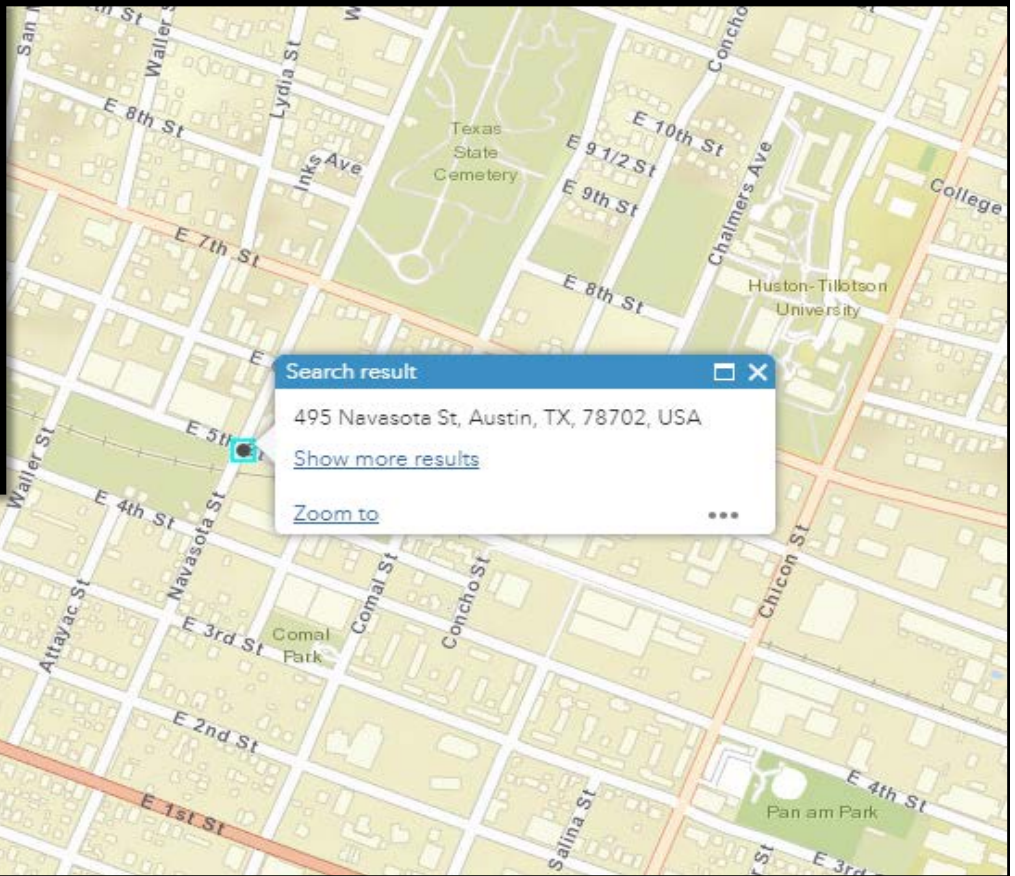 San
Waller S
Lydia St
Concho
E 8th St
Inks Ave
Texas
State
Cemetery
E 10th St
E 9 1/2 St
E 9th St
Chalmers Ave
College
E 7th St
E 8th St
Huston-Tillotson
University
E
Search result
495 Navasota St, Austin, TX, 78702, USA
Show more results
Zoom to
E 5th
Waller St
E 4th St
Navasota St
Attayac St
E 3rd St
Comal
Park
Comal St
Concho St
Chicon St
E 2nd St
E 1st St
Salina St
E 4th St
Pan am Park
r St
E 3rd